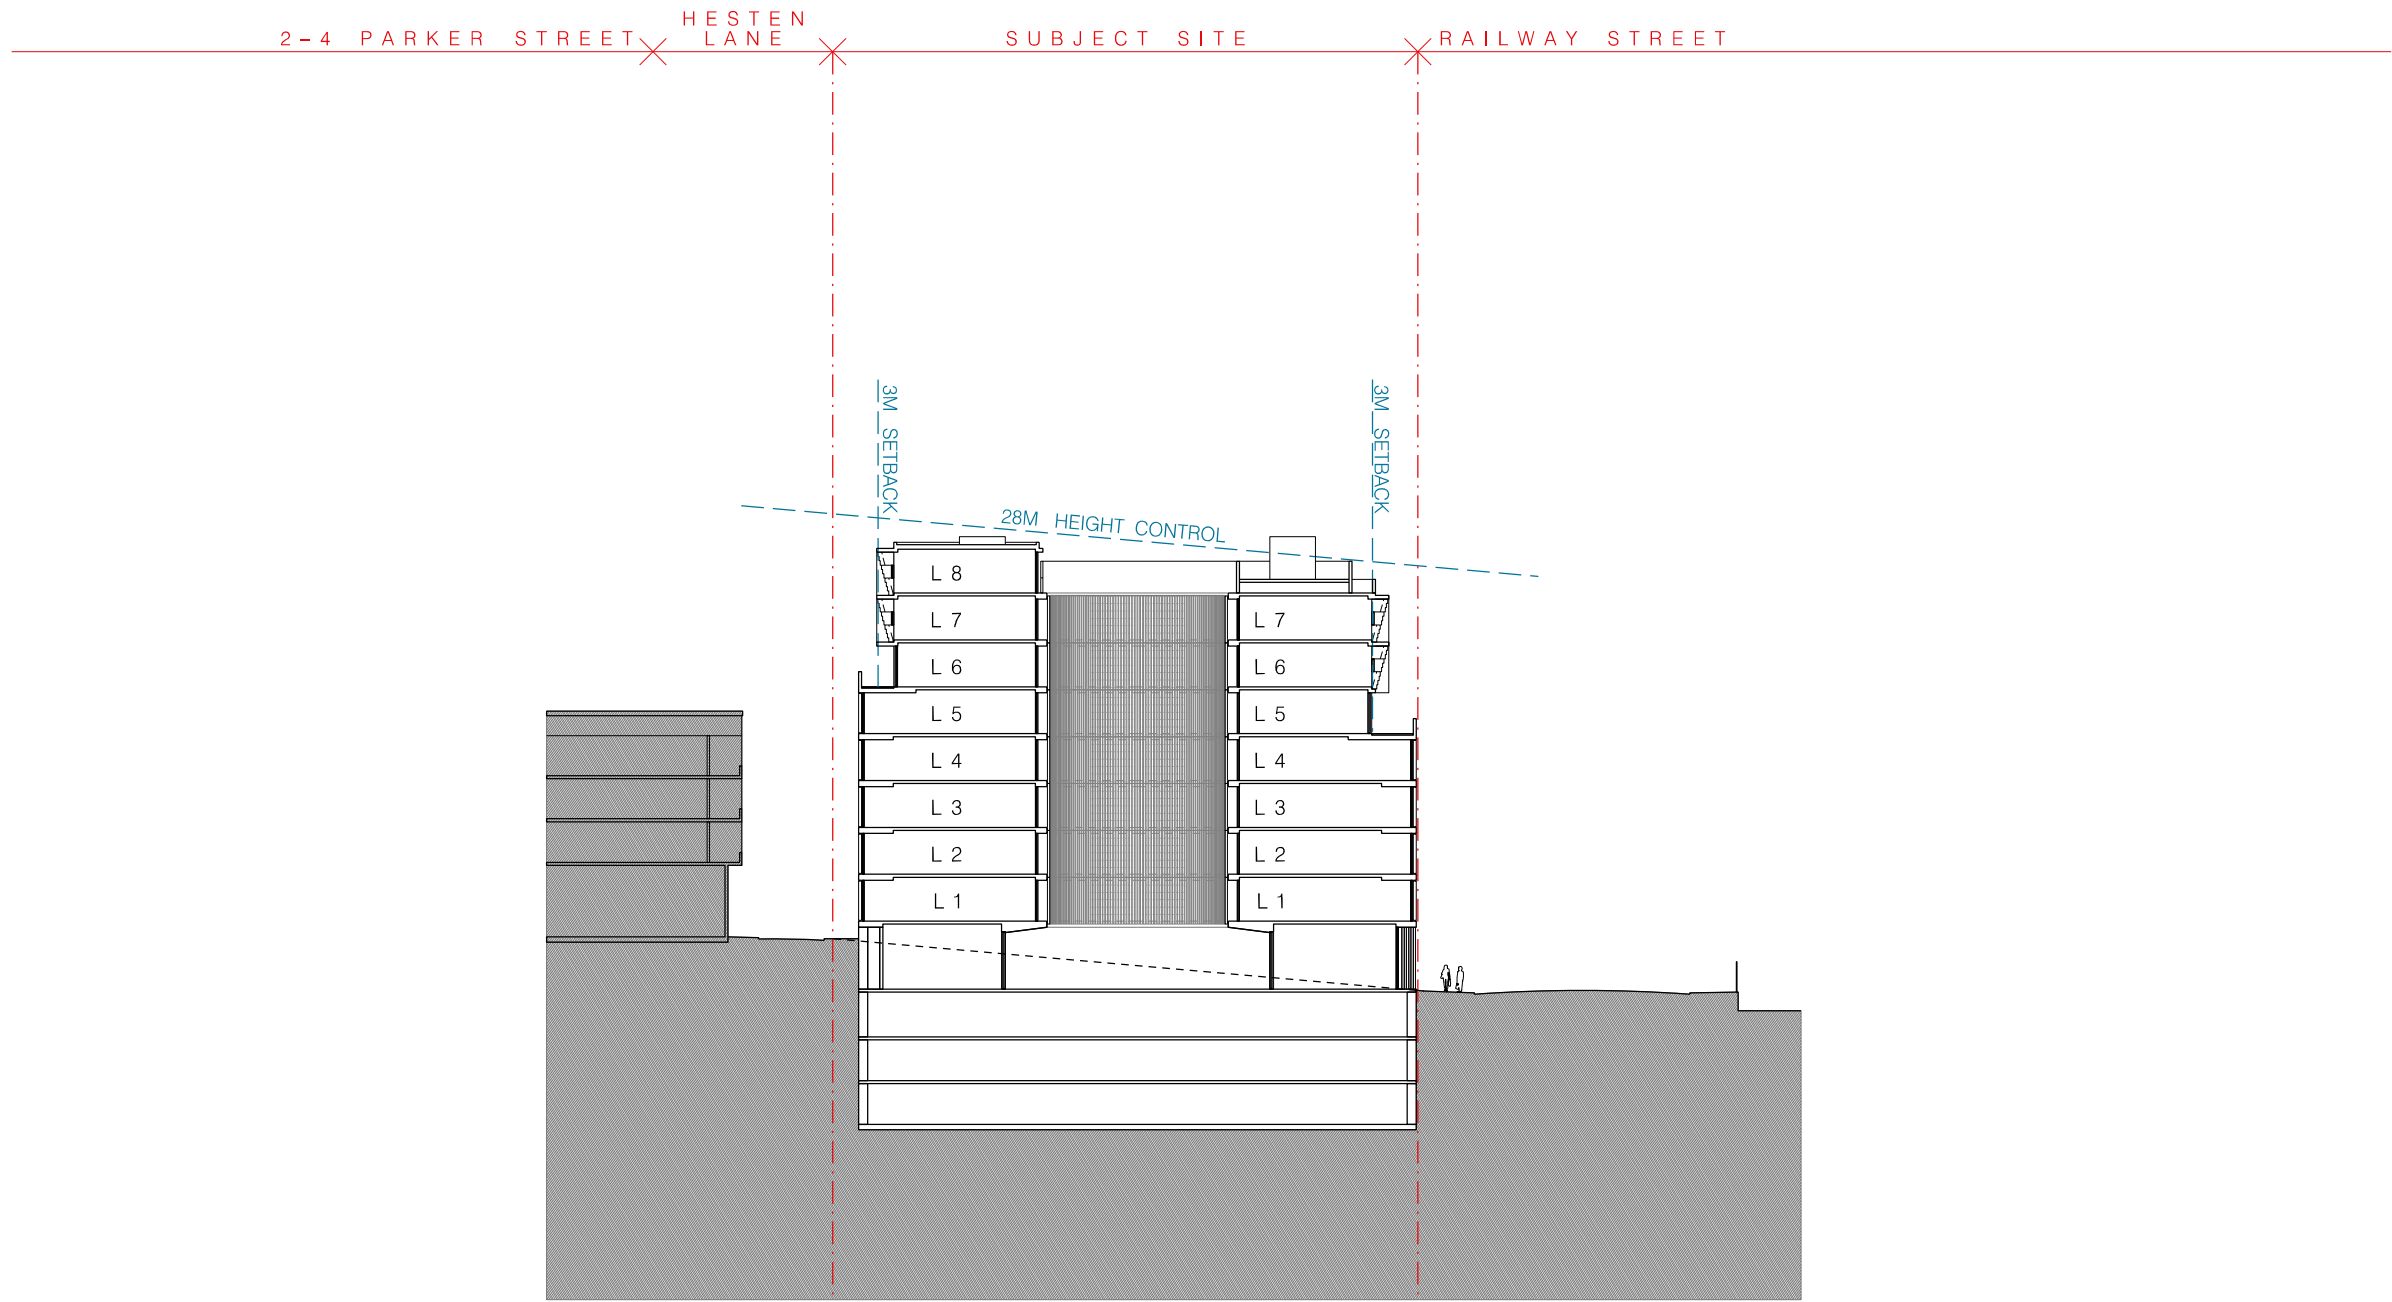 HESTEN
2-4 PARKER STREET
LANE
SUBJECT SITE
RAILWAY STREET
3M SETBACK
3M SETBACK
28M HEIGHT CONTROL
L 8
L 7
L 7
L 6
L 6
L 5
L 5
L 4
L 4
L 3
L 3
L 2
L 2
L 1
L 1